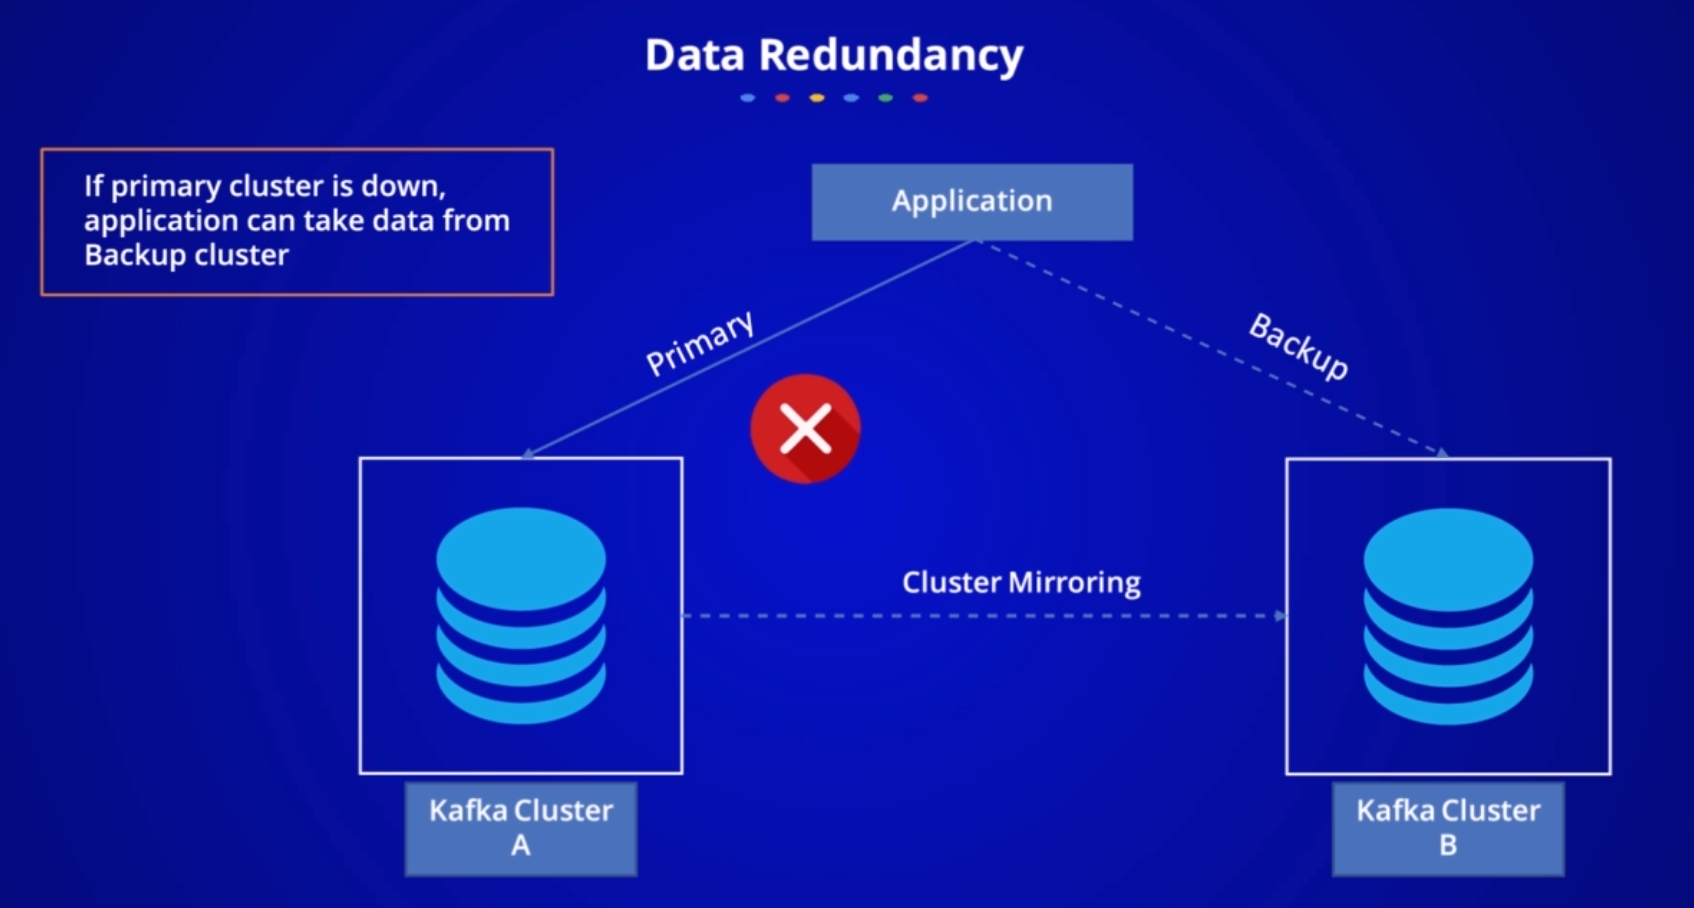 Data Redundancy
If primary cluster is down,
application can take data from
Backup cluster
Application
Primary
Backup
Cluster Mirroring
Kafka Cluster
A
Kafka Cluster
B